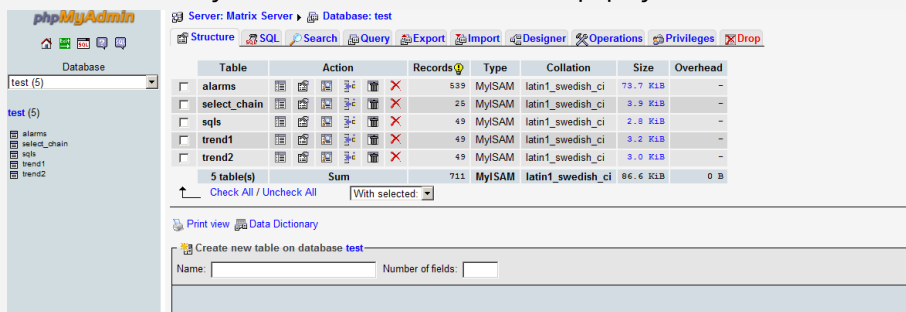 phpMyAdmin
Database
test (5)
test (5)
alarms
select_chain
sqls
trend1
trend2
Server: Matrix Server Database: test
Structure SQL Search Query Export Import Designer Operations Privileges Drop
Table Action Records Type Collation Size Overhead
alarms 539 MyISAM latin1_swedish_ci 73.7 KiB -
select_chain 25 MyISAM latin1_swedish_ci 3.9 KiB -
sqls 49 MyISAM latin1_swedish_ci 2.8 KiB -
trend1 49 MyISAM latin1_swedish_ci 3.2 KiB -
trend2 49 MyISAM latin1_swedish_ci 3.0 KiB -
5 table(s) Sum 711 MyISAM latin1_swedish_ci 86.6 KiB 0 B
Check All / Uncheck All With selected:
Print view Data Dictionary
Create new table on database test
Name: Number of fields: